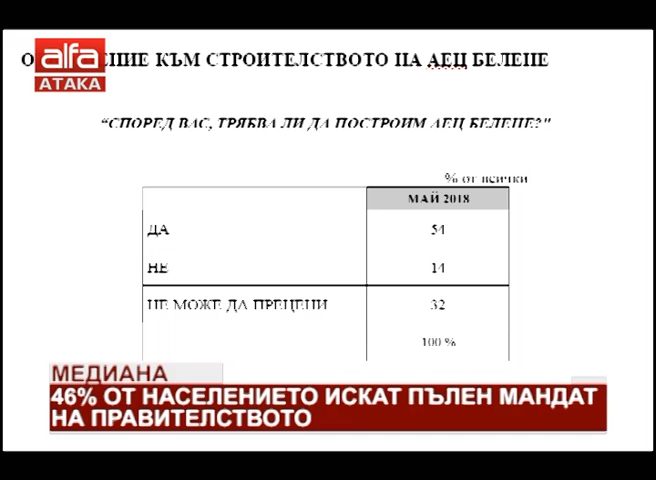 alfa
АТАКА
КЪМ СТРОИТЕЛСТВОТО НА АЕЦ БЕЛЕНЕ
“СПОРЕД ВАС, ТРЯБВА ЛИ ДА ПОСТРОИМ АЕЦ БЕЛЕНЕ?”
% от всички
МАЙ 2018
ДА 54
НЕ 14
НЕ МОЖЕ ДА ПРЕЦЕНИ 32
100 %
МЕДИАНА
46% ОТ НАСЕЛЕНИЕТО ИСКАТ ПЪЛЕН МАНДАТ
НА ПРАВИТЕЛСТВОТО